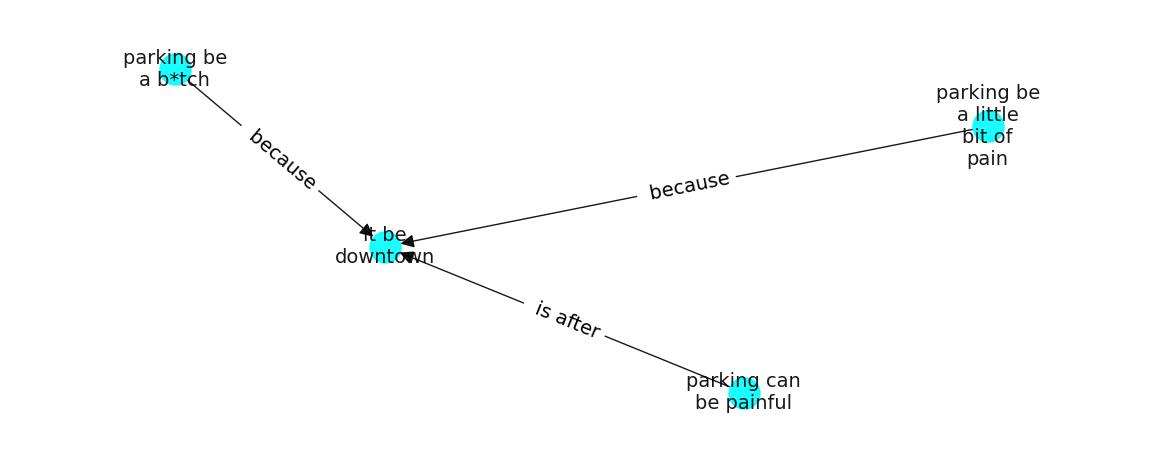 parking be
a b*tch
parking be
a little
bit of
pain
because
because
it be
downtown
is after
parking can
be painful